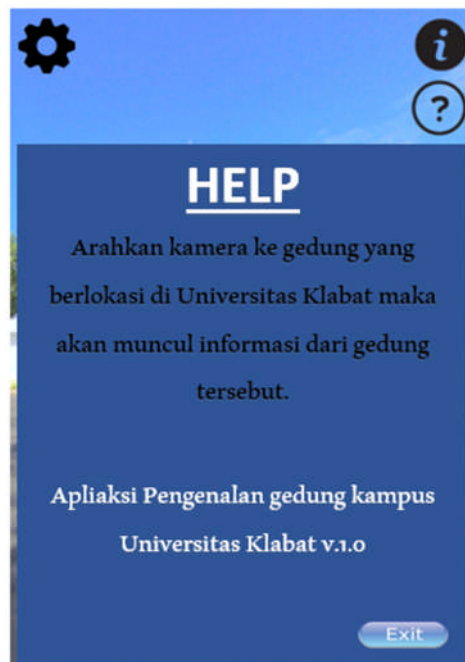 i
?
HELP
Arahkan kamera ke gedung yang
berlokasi di Universitas Klabat maka
akan muncul informasi dari gedung
tersebut.
Apliaksi Pengenalan gedung kampus
Universitas Klabat v.1.0
Exit